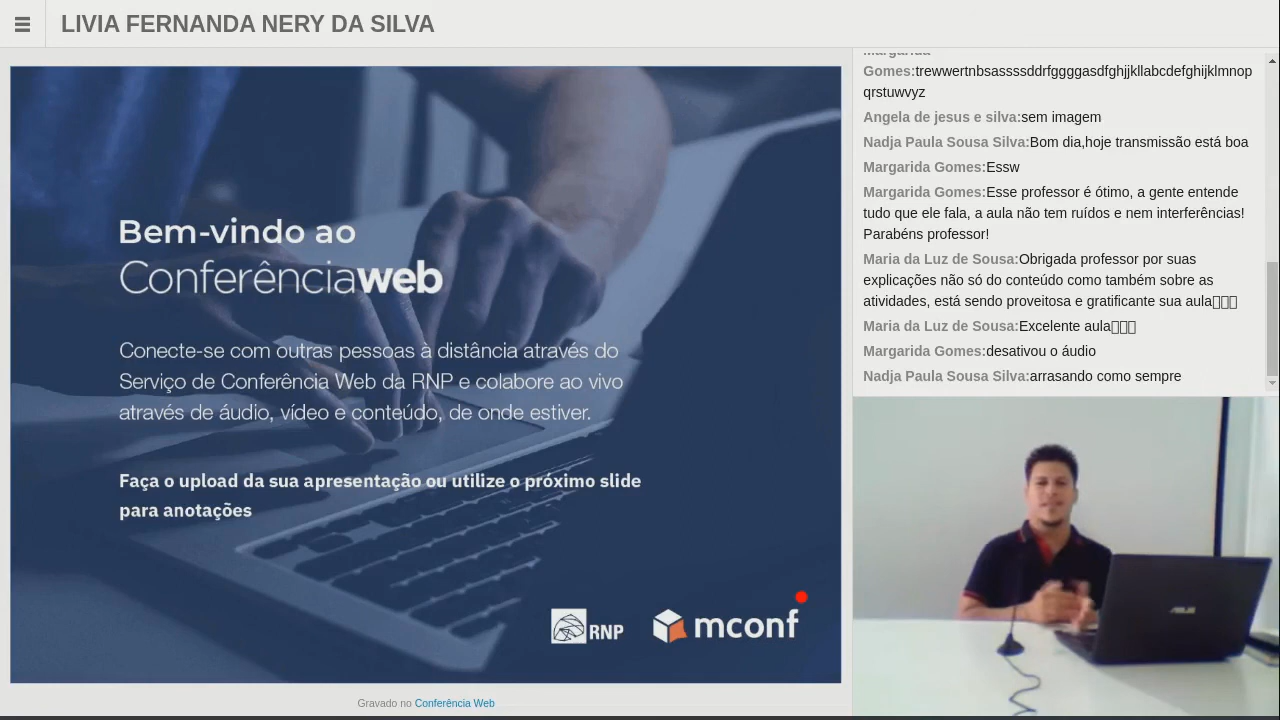 LIVIA FERNANDA NERY DA SILVA
Bem-vindo ao
Conferênciaweb
Conecte-se com outras pessoas à distância através do
Serviço de Conferência Web da RNP e colabore ao vivo
através de áudio, vídeo e conteúdo, de onde estiver.
Faça o upload da sua apresentação ou utilize o próximo slide
para anotações
RNP
mconf
Gravado no Conferência Web
Margarida
Gomes:trewwertnbsassssddrfggggasdfghjjkllabcdefghijklmnop
qrstuwvyz
Angela de jesus e silva:sem imagem
Nadja Paula Sousa Silva:Bom dia,hoje transmissão está boa
Margarida Gomes:Essw
Margarida Gomes:Esse professor é ótimo, a gente entende
tudo que ele fala, a aula não tem ruídos e nem interferências!
Parabéns professor!
Maria da Luz de Sousa:Obrigada professor por suas
explicações não só do conteúdo como também sobre as
atividades, está sendo proveitosa e gratificante sua aula
Maria da Luz de Sousa:Excelente aula
Margarida Gomes:desativou o áudio
Nadja Paula Sousa Silva:arrasando como sempre
ASUS